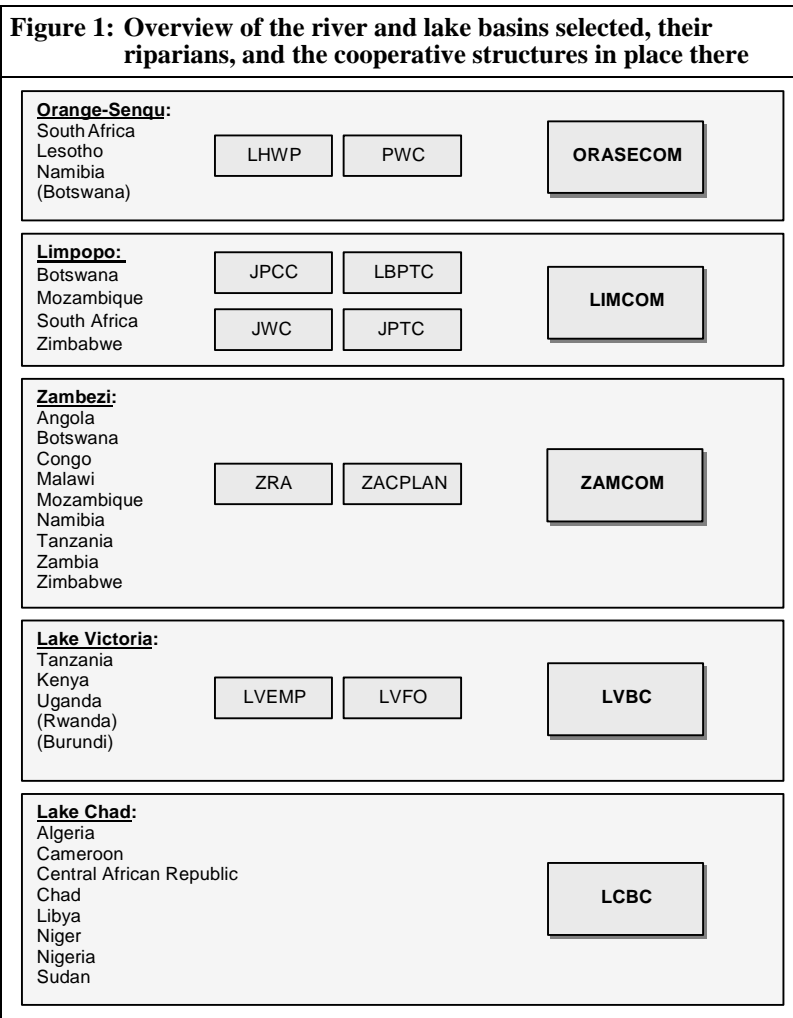 Figure 1: Overview of the river and lake basins selected, their
riparians, and the cooperative structures in place there
Orange-Senqu:
South Africa
Lesotho
Namibia
(Botswana)
LHWP
PWC
ORASECOM
Limpopo:
Botswana
Mozambique
South Africa
Zimbabwe
JPCC
LBPTC
JWC
JPTC
LIMCOM
Zambezi:
Angola
Botswana
Congo
Malawi
Mozambique
Namibia
Tanzania
Zambia
Zimbabwe
ZRA
ZACPLAN
ZAMCOM
Lake Victoria:
Tanzania
Kenya
Uganda
(Rwanda)
(Burundi)
LVEMP
LVFO
LVBC
Lake Chad:
Algeria
Cameroon
Central African Republic
Chad
Libya
Niger
Nigeria
Sudan
LCBC